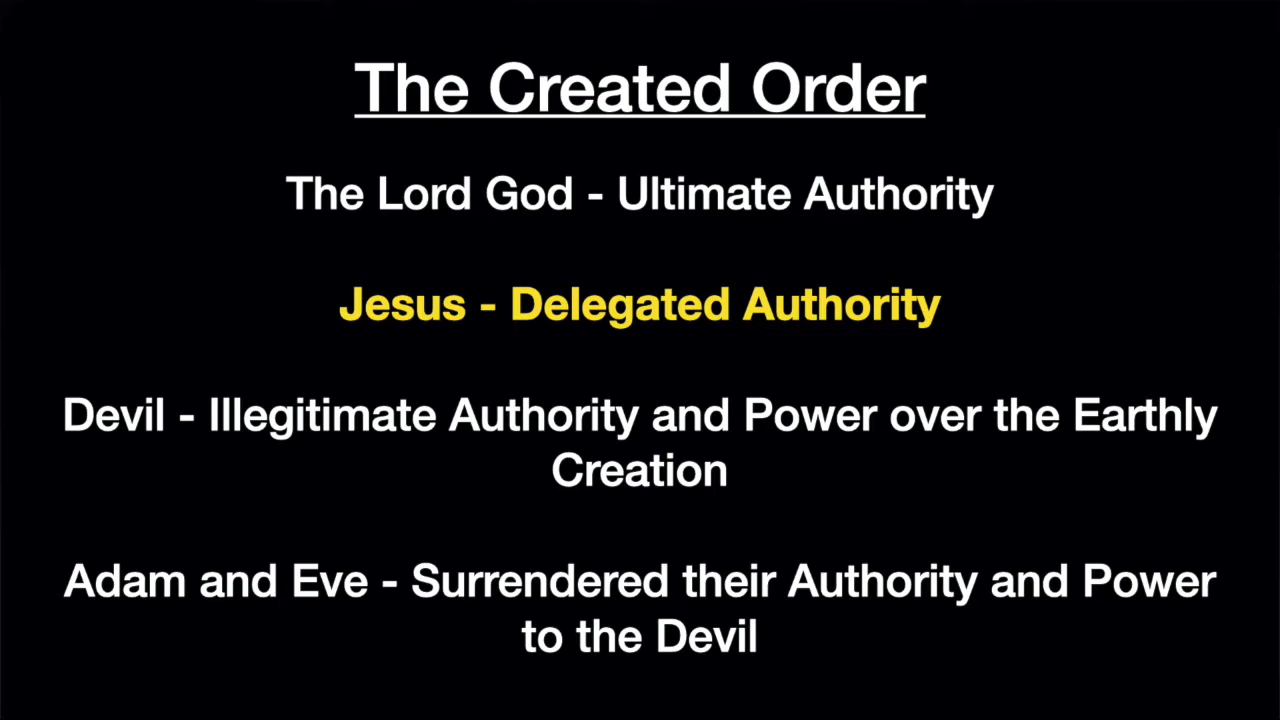 The Created Order
The Lord God - Ultimate Authority
Jesus - Delegated Authority
Devil - Illegitimate Authority and Power over the Earthly
Creation
Adam and Eve - Surrendered their Authority and Power
to the Devil